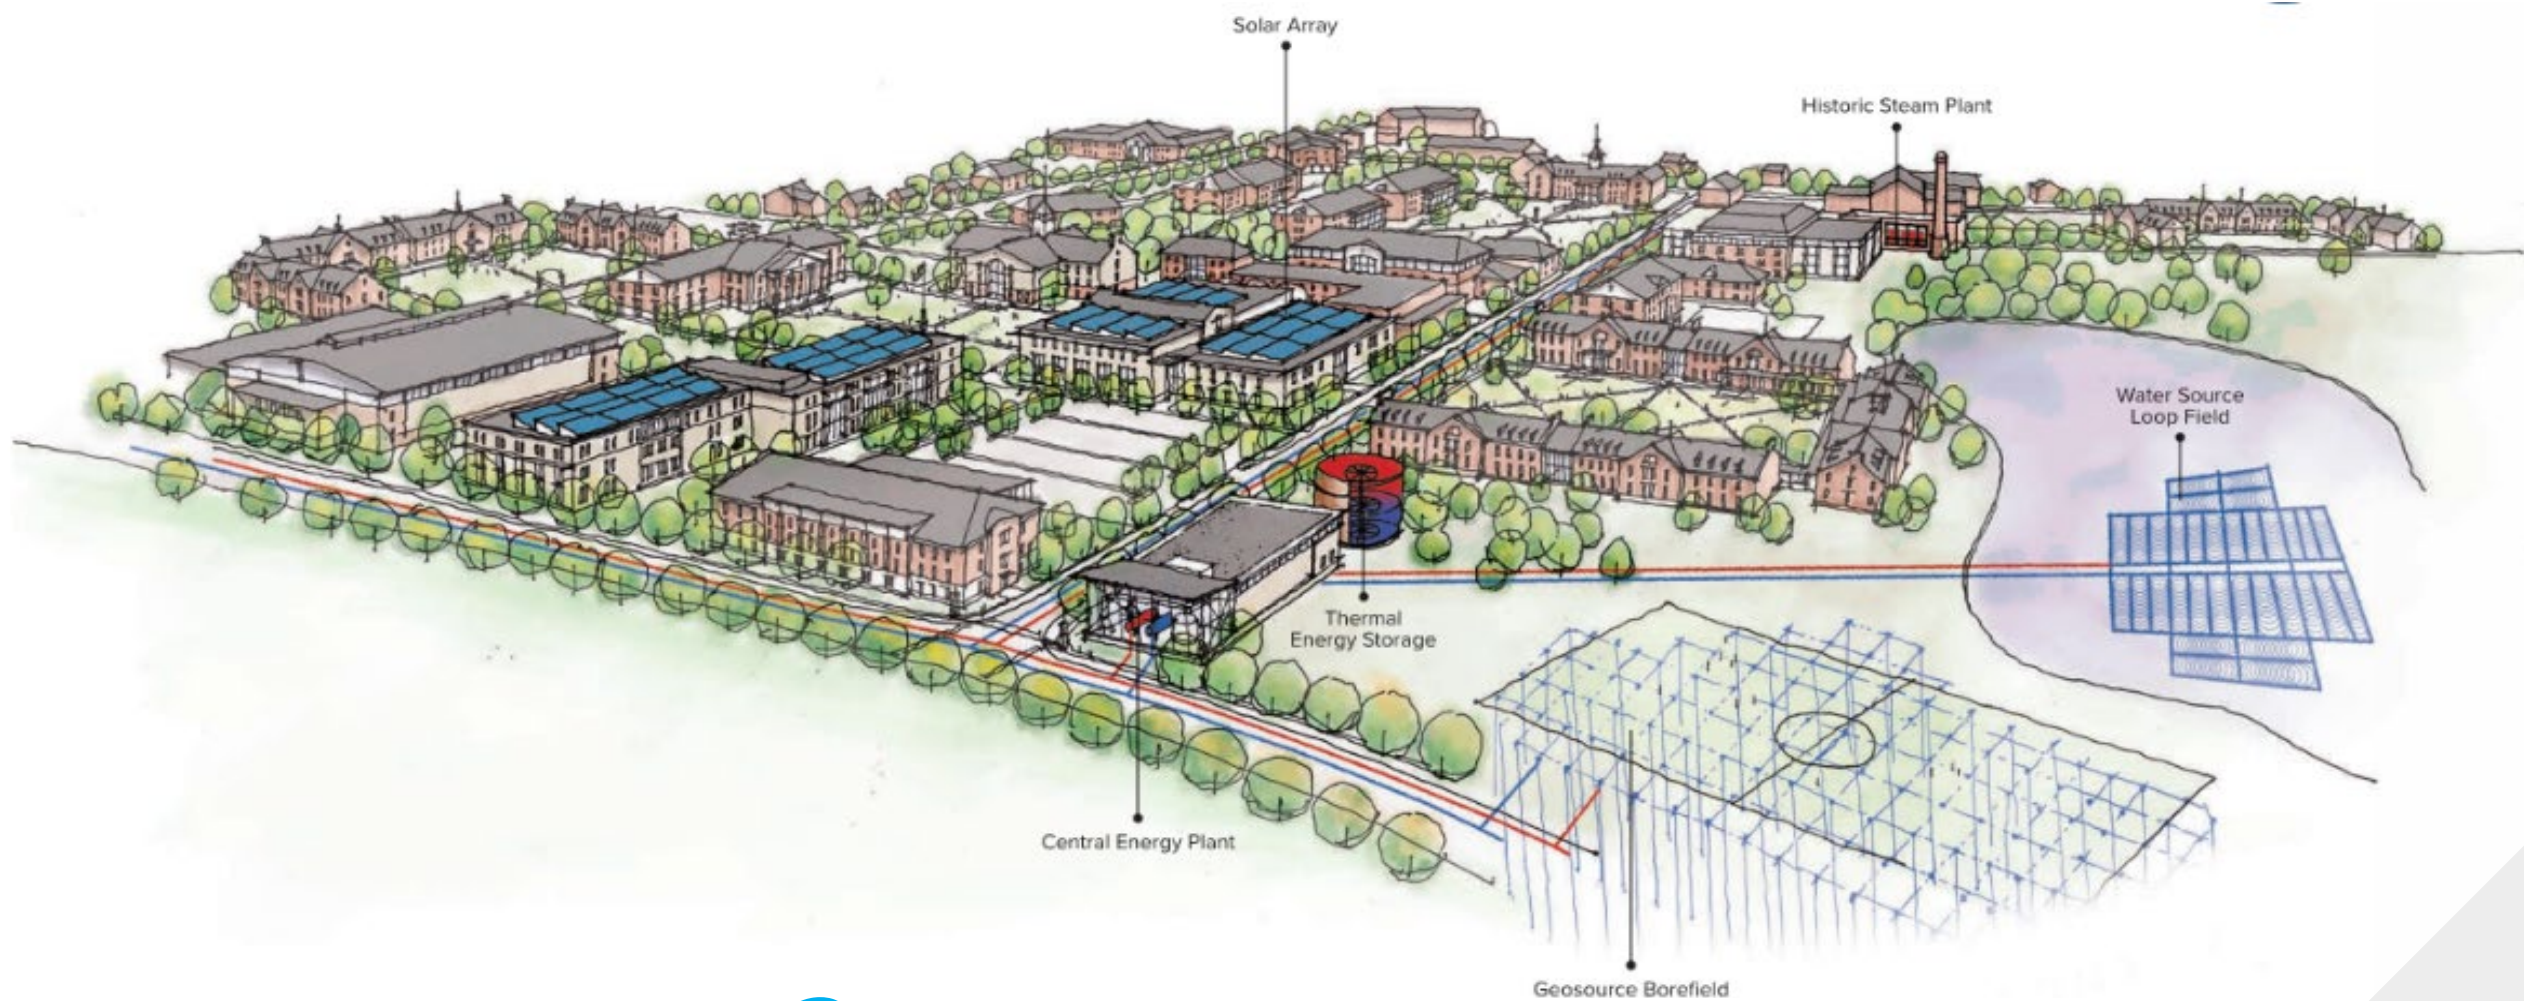 Solar Array
Historic Steam Plant
Water Source
Loop Field
Thermal
Energy Storage
Central Energy Plant
Geosource Borefield